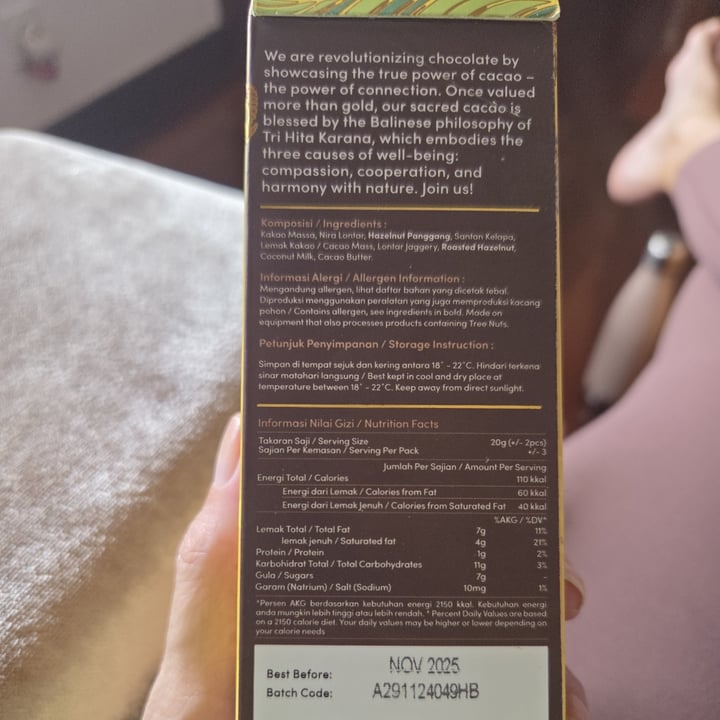 We are revolutionizing chocolate by
showcasing the true power of cacao –
the power of connection. Once valued
more than gold, our sacred cacao is
blessed by the Balinese philosophy of
Tri Hita Karana, which embodies the
three causes of well-being:
compassion, cooperation, and
harmony with nature. Join us!
Komposisi / Ingredients :
Kakao Massa, Nira Lontar, Hazelnut Panggang, Santan Kelapa,
Lemak Kakao / Cacao Mass, Lontar Jaggery, Roasted Hazelnut,
Coconut Milk, Cacao Butter.
Informasi Alergi / Allergen Information :
Mengandung allergen, lihat daftar bahan yang dicetak tebal.
Diproduksi menggunakan peralatan yang juga memproduksi kacang
pohon / Contains allergen, see ingredients in bold. Made on
equipment that also processes products containing Tree Nuts.
Petunjuk Penyimpanan / Storage Instruction :
Simpan di tempat sejuk dan kering antara 18° - 22°C. Hindari terkena
sinar matahari langsung / Best kept in cool and dry place at
temperature between 18° - 22°C. Keep away from direct sunlight.
Informasi Nilai Gizi / Nutrition Facts
Takaran Saji / Serving Size 20g (+/- 2pcs)
Sajian Per Kemasan / Serving Per Pack +/- 3
Jumlah Per Sajian / Amount Per Serving
Energi Total / Calories 110 kkal
Energi dari Lemak / Calories from Fat 60 kkal
Energi dari Lemak Jenuh / Calories from Saturated Fat 40 kkal
%AKG / %DV*
Lemak Total / Total Fat 7g 11%
lemak jenuh / Saturated fat 4g 21%
Protein / Protein 1g 2%
Karbohidrat Total / Total Carbohydrates 11g 3%
Gula / Sugars 7g -
Garam (Natrium) / Salt (Sodium) 10mg 1%
*Persen AKG berdasarkan kebutuhan energi 2150 kkal. Kebutuhan energi
anda mungkin lebih tinggi atau lebih rendah. * Percent Daily Values are based
on a 2150 calorie diet. Your daily values may be higher or lower depending on
your calorie needs
Best Before: NOV 2025
Batch Code: A291124049HB